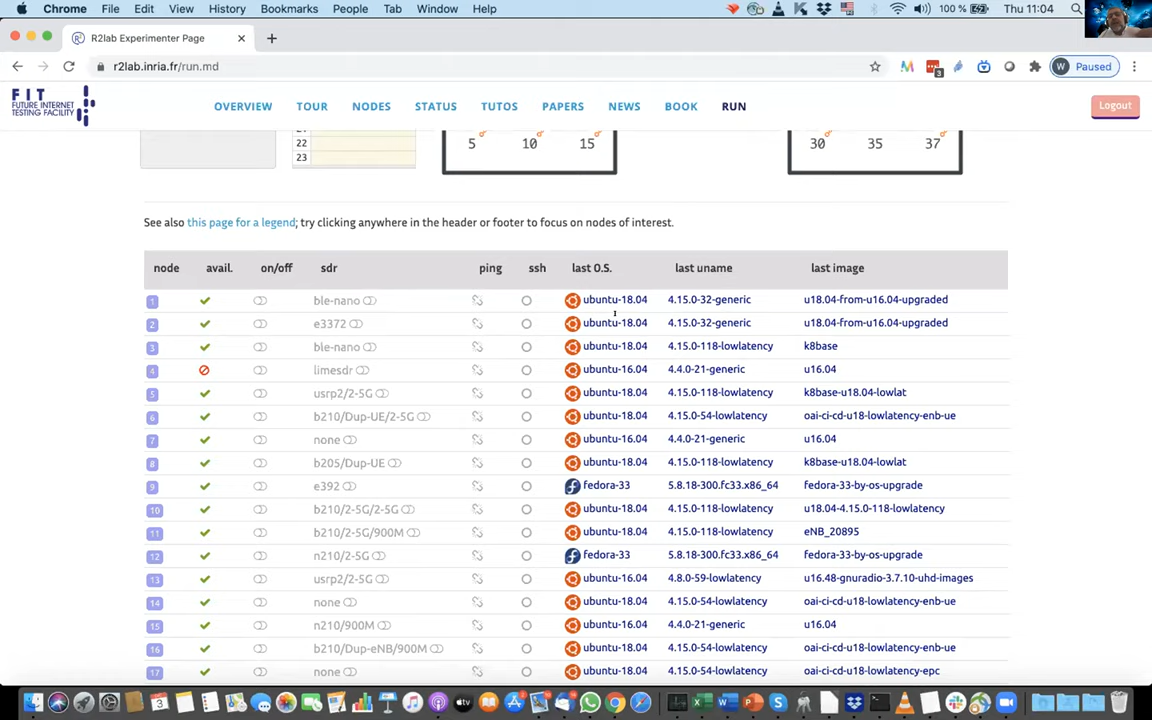 Chrome File Edit View History Bookmarks People Tab Window Help 100 % Thu 11:04
R2lab Experimenter Page
r2lab.inria.fr/run.md 3 W Paused
FIT
FUTURE INTERNET
TESTING FACILITY
OVERVIEW TOUR NODES STATUS TUTOS PAPERS NEWS BOOK RUN Logout
22
23
5 10 15 30 35 37
See also this page for a legend; try clicking anywhere in the header or footer to focus on nodes of interest.
node avail. on/off sdr ping ssh last O.S. last uname last image
1 ble-nano ubuntu-18.04 4.15.0-32-generic u18.04-from-u16.04-upgraded
2 e3372 ubuntu-18.04 4.15.0-32-generic u18.04-from-u16.04-upgraded
3 ble-nano ubuntu-18.04 4.15.0-118-lowlatency k8base
4 limesdr ubuntu-16.04 4.4.0-21-generic u16.04
5 usrp2/2-5G ubuntu-18.04 4.15.0-118-lowlatency k8base-u18.04-lowlat
6 b210/Dup-UE/2-5G ubuntu-18.04 4.15.0-54-lowlatency oai-ci-cd-u18-lowlatency-enb-ue
7 none ubuntu-16.04 4.4.0-21-generic u16.04
8 b205/Dup-UE ubuntu-18.04 4.15.0-118-lowlatency k8base-u18.04-lowlat
9 e392 fedora-33 5.8.18-300.fc33.x86_64 fedora-33-by-os-upgrade
10 b210/2-5G/2-5G ubuntu-18.04 4.15.0-118-lowlatency u18.04-4.15.0-118-lowlatency
11 b210/2-5G/900M ubuntu-18.04 4.15.0-118-lowlatency eNB_20895
12 n210/2-5G fedora-33 5.8.18-300.fc33.x86_64 fedora-33-by-os-upgrade
13 usrp2/2-5G ubuntu-16.04 4.8.0-59-lowlatency u16.48-gnuradio-3.7.10-uhd-images
14 none ubuntu-18.04 4.15.0-54-lowlatency oai-ci-cd-u18-lowlatency-enb-ue
15 n210/900M ubuntu-16.04 4.4.0-21-generic u16.04
16 b210/Dup-eNB/900M ubuntu-18.04 4.15.0-54-lowlatency oai-ci-cd-u18-lowlatency-enb-ue
17 none ubuntu-18.04 4.15.0-54-lowlatency oai-ci-cd-u18-lowlatency-epc